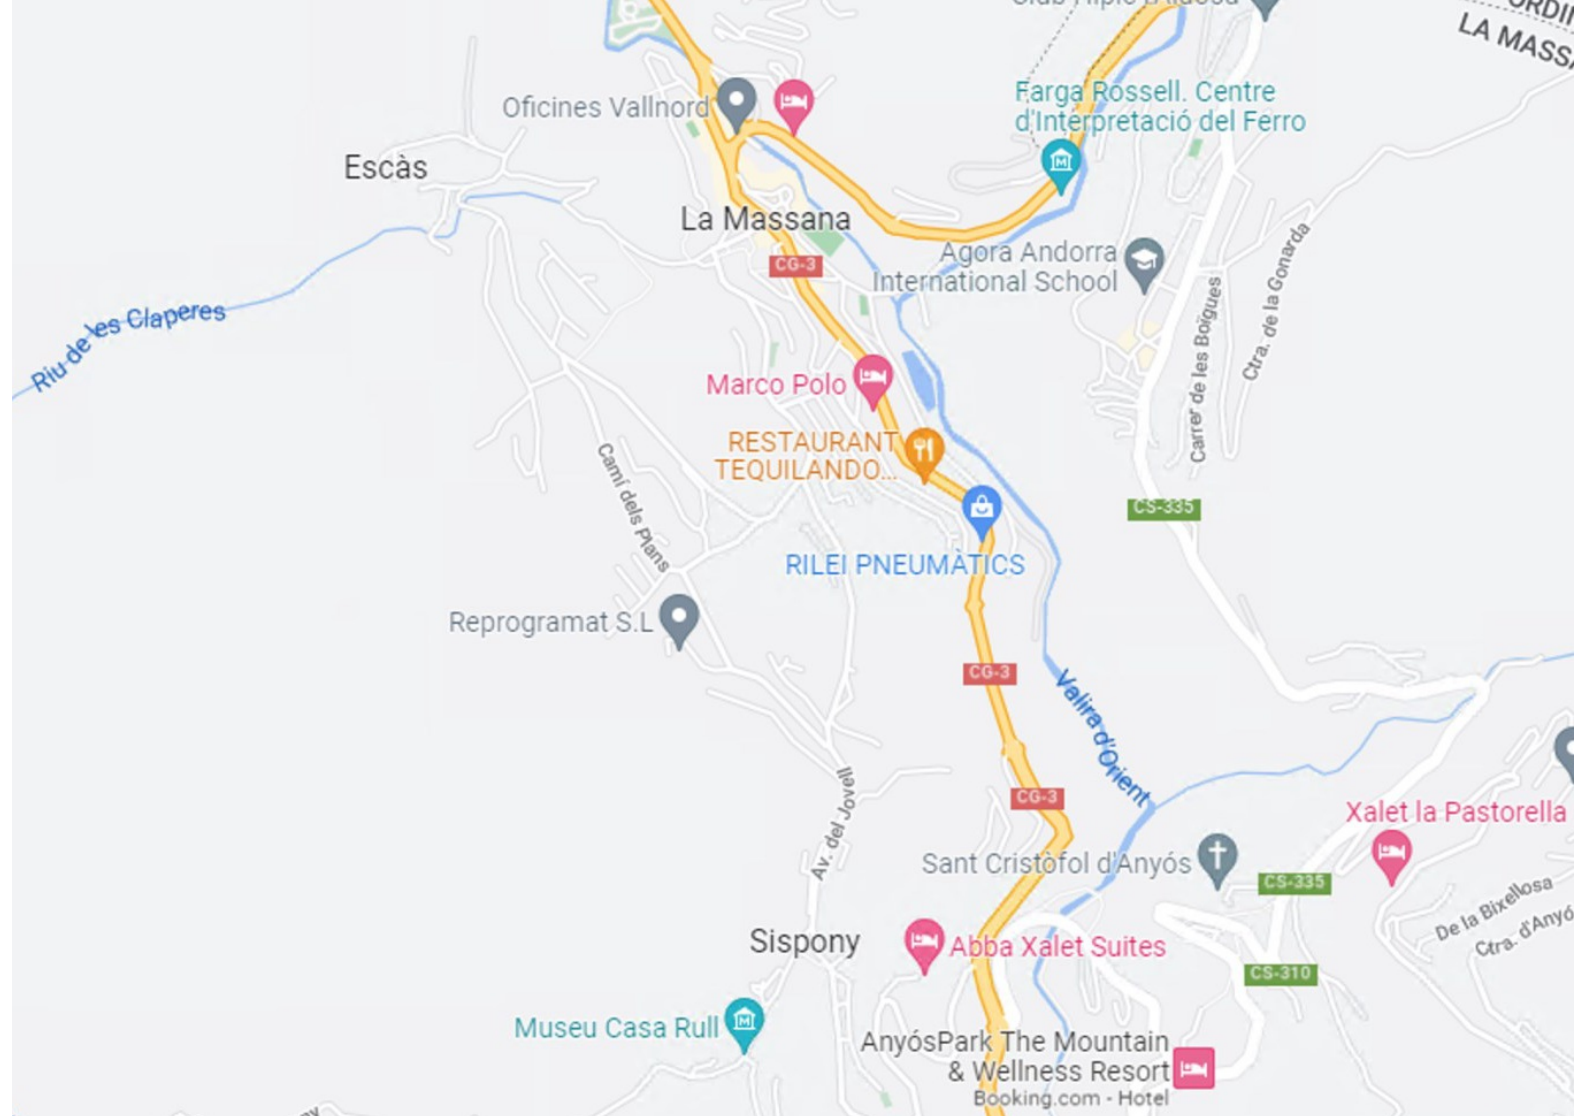 ORDI
LA MASSA
Oficines Vallnord
Farga Rossell. Centre
d'Interpretació del Ferro
Escàs
La Massana
CG-3
Agora Andorra
International School
Riu de les Claperes
Carrer de les Boïgues
Ctra. de la Gonarda
Marco Polo
RESTAURANT
TEQUILANDO...
Camí dels Plans
CS-335
RILEI PNEUMÀTICS
Reprogramat S.L
CG-3
Valira d'Orient
CG-3
Av. del Jovell
Xalet la Pastorella
Sant Cristòfol d'Anyós
CS-335
De la Bixellosa
Ctra. d'Anyó
Sispony
Abba Xalet Suites
CS-310
Museu Casa Rull
AnyósPark The Mountain
& Wellness Resort
Booking.com - Hotel